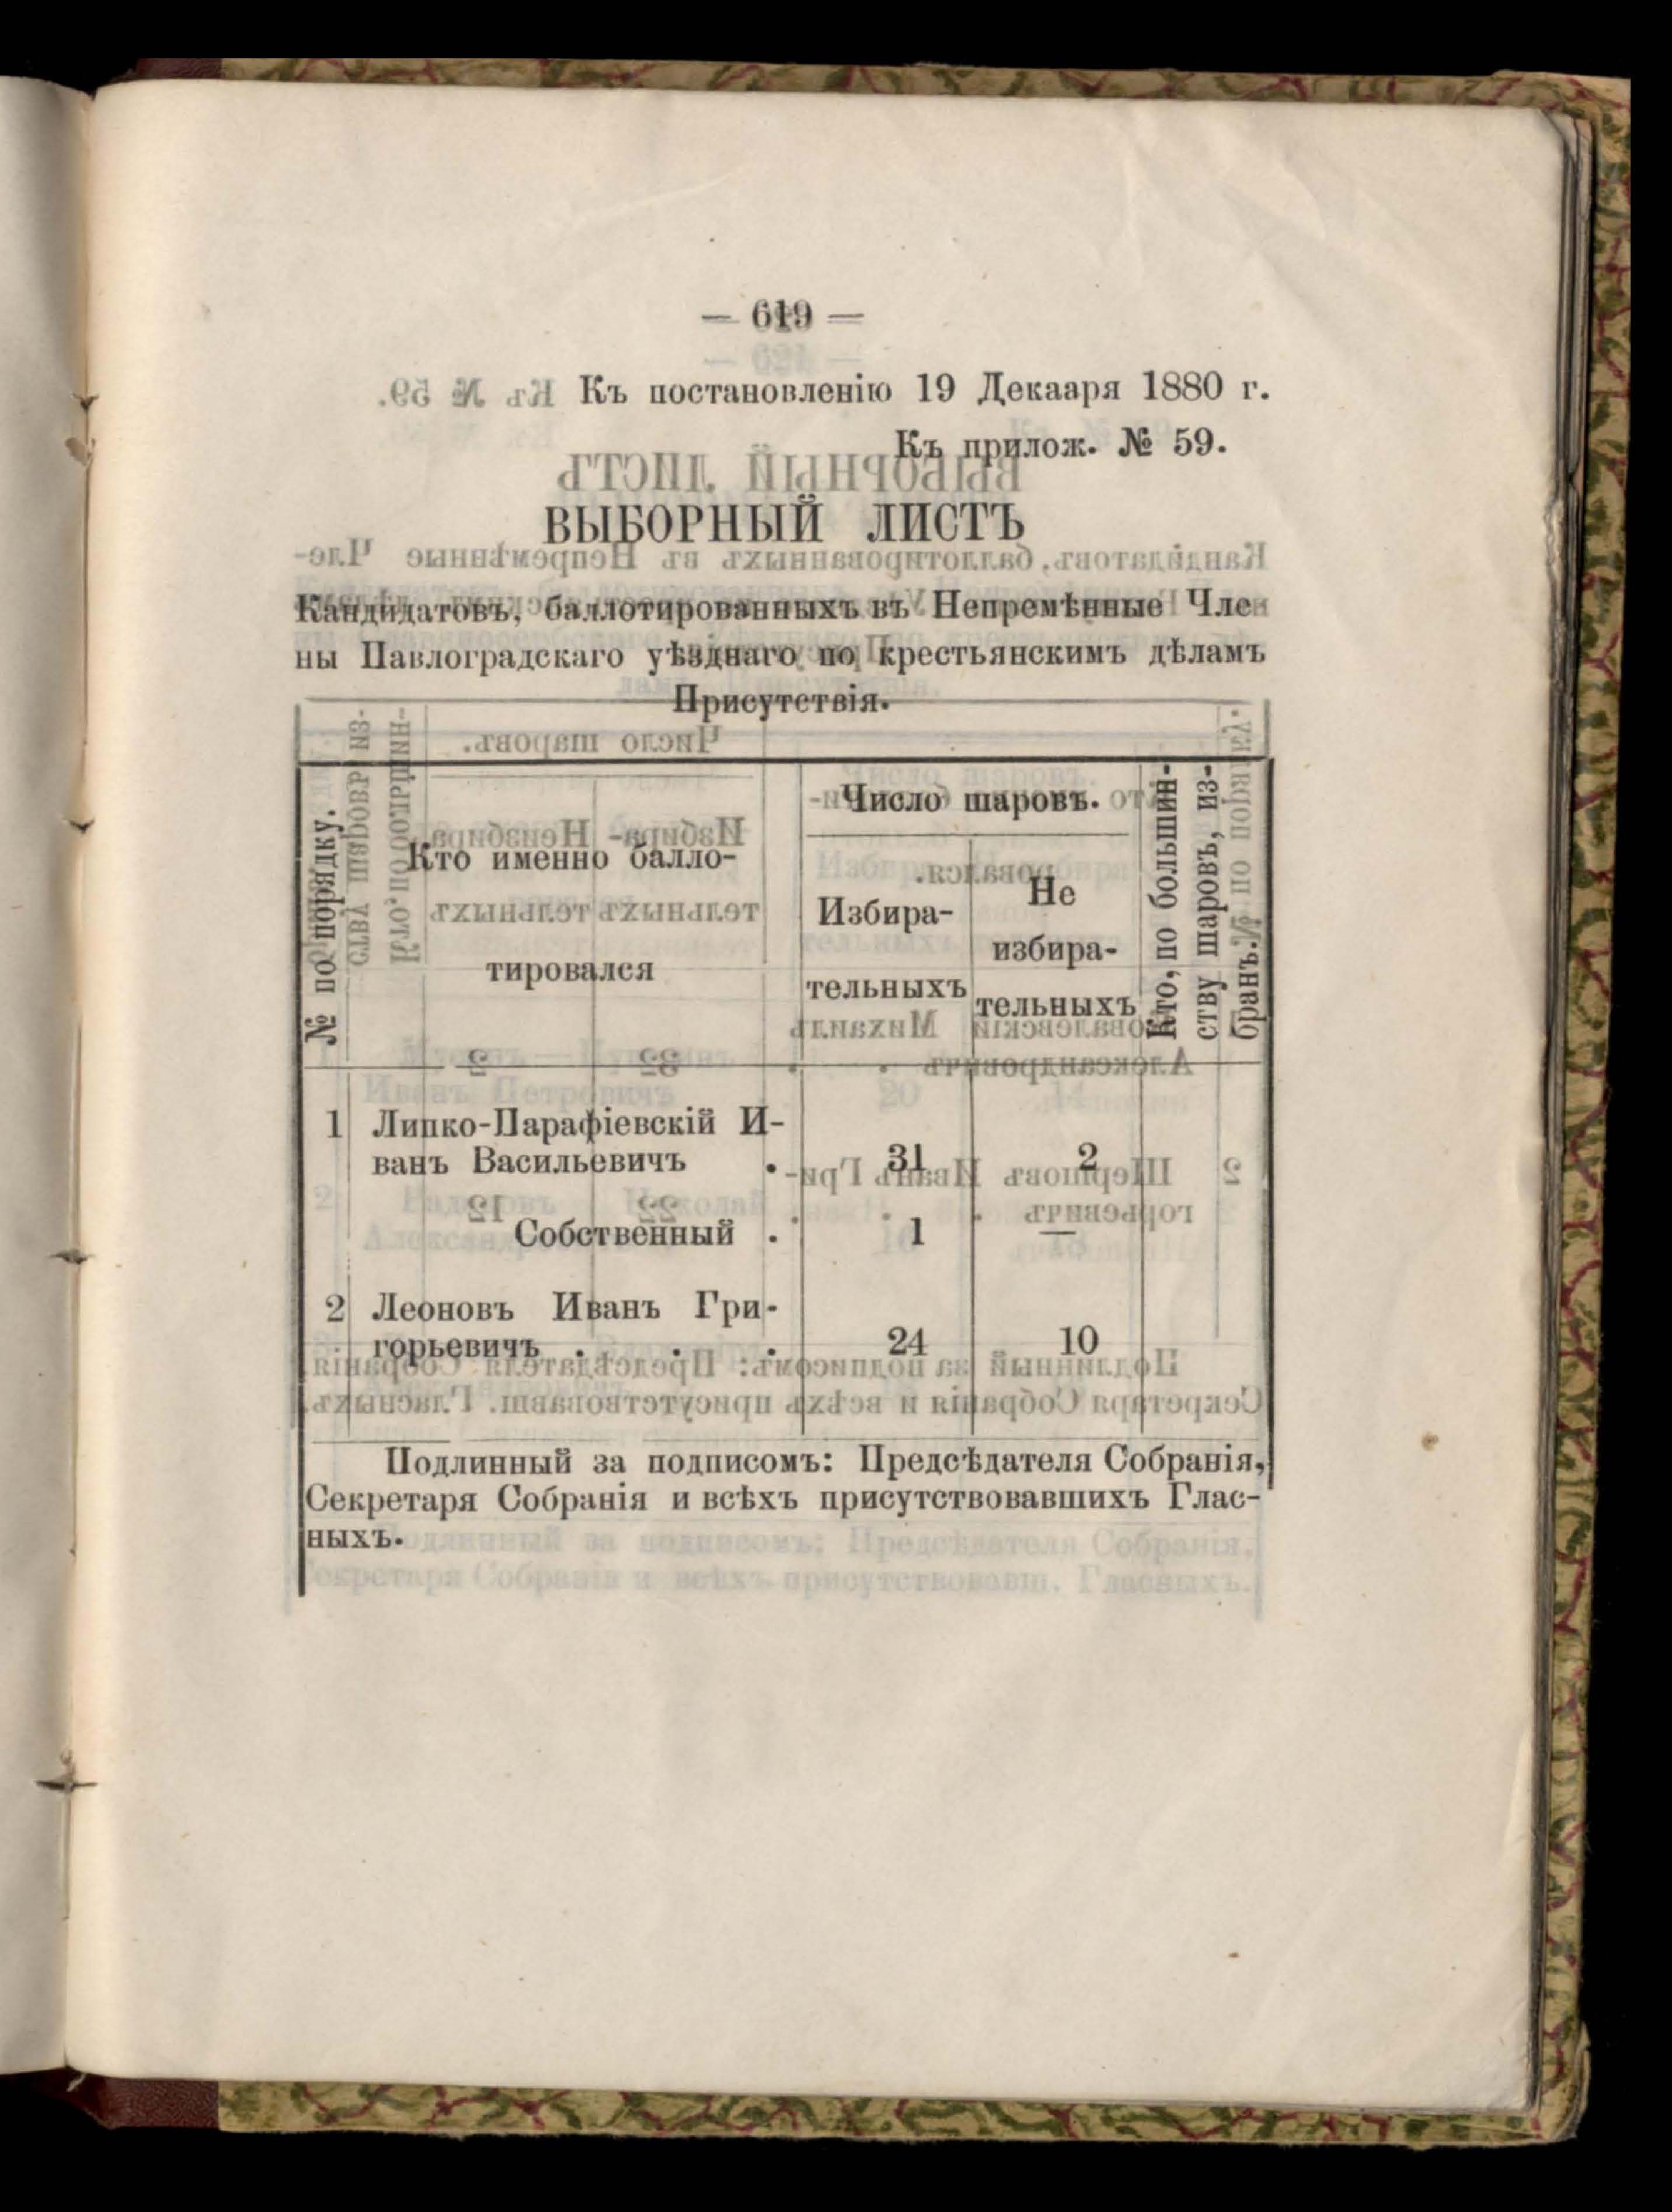 — 619 —
Къ постановленію 19 Декааря 1880 г.
Къ прилож. № 59.
ВЫБОРНЫЙ ЛИСТЪ
Кандидатовъ, баллотированныхъ въ Непремѣнные Чле
ны Павлоградскаго уѣзднаго по крестьянскимъ дѣламъ
Присутствія.
№ по порядку.
Кто именно балло-
тировался
Число шаровъ.
Избира-
тельныхъ
Не
избира-
тельныхъ
Кто, по большин-
ству шаровъ, из-
бранъ.
1 Липко-Парафіевскій И-
ванъ Васильевичъ . 31 2
Собственный . 1 —
2 Леоновъ Иванъ Гри-
горьевичъ . . . 24 10
Подлинный за подписомъ: Предсѣдателя Собранія,
Секретаря Собранія и всѣхъ присутствовавшихъ Глас-
ныхъ.